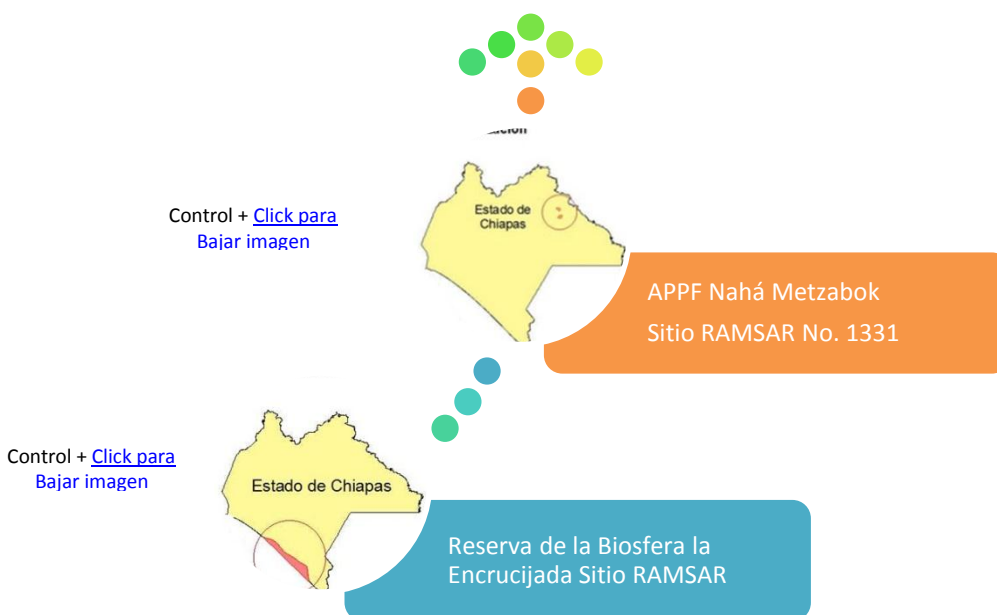 Control + Click para
Bajar imagen
Estado de
Chiapas
APPF Nahá Metzabok
Sitio RAMSAR No. 1331
Control + Click para
Bajar imagen
Estado de Chiapas
Reserva de la Biosfera la
Encrucijada Sitio RAMSAR